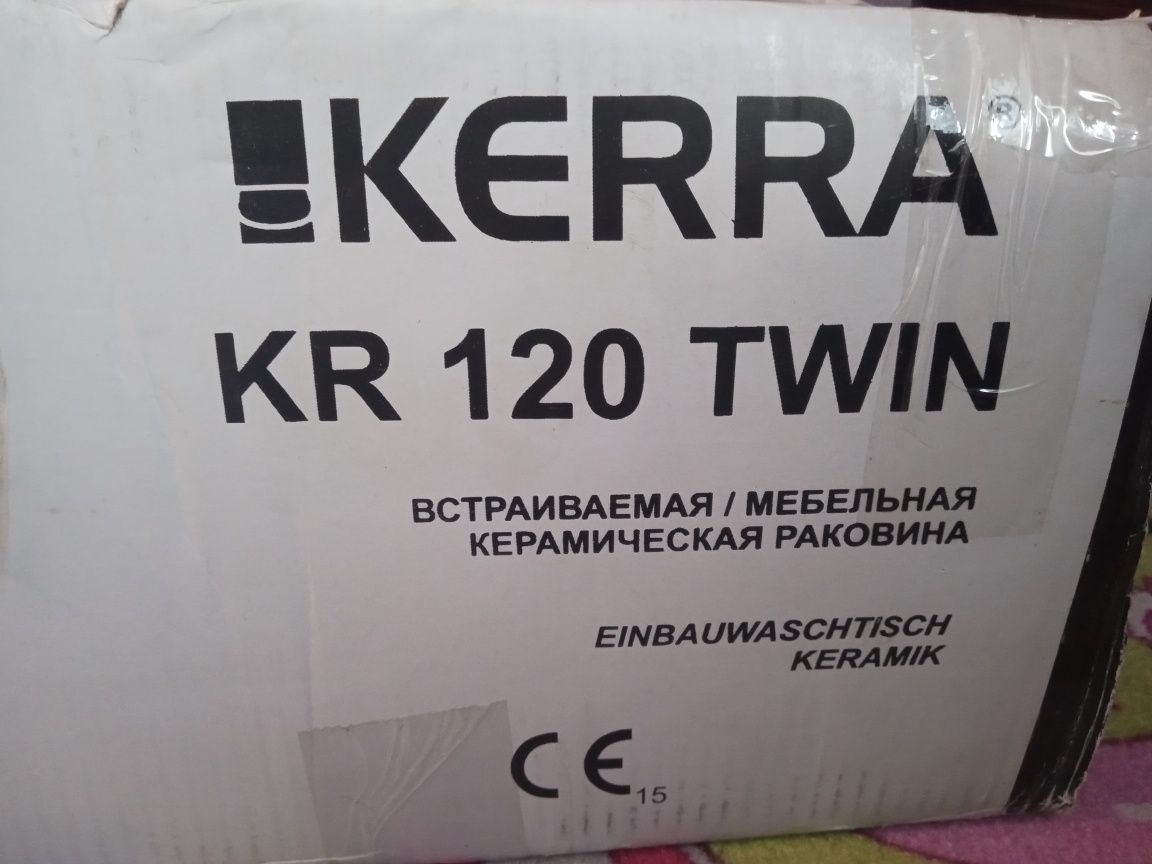 KERRA®
KR 120 TWIN
ВСТРАИВАЕМАЯ / МЕБЕЛЬНАЯ
КЕРАМИЧЕСКАЯ РАКОВИНА
EINBAUWASCHTISCH
KERAMIK
CE 15